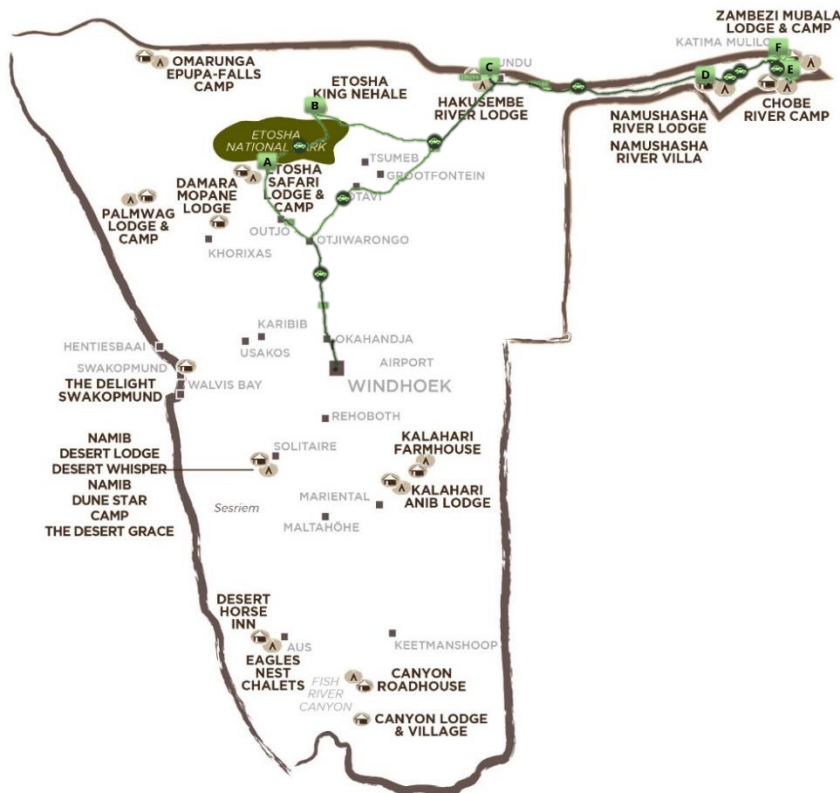 ZAMBEZI MUBALA
LODGE & CAMP
KATIMA MULILO
F
E
D
CHOBE
RIVER CAMP
NAMUSHASHA
RIVER LODGE
NAMUSHASHA
RIVER VILLA
OMARUNGA
EPUPA-FALLS
CAMP
C
HAKUSEMBE
RIVER LODGE
ETOSHA
KING NEHALE
B
ETOSHA
NATIONAL PARK
A
ETOSHA
SAFARI
LODGE &
CAMP
TSUMEB
GROOTFONTEIN
OTAVI
DAMARA
MOPANE
LODGE
PALMWAG
LODGE &
CAMP
OUTJO
OTJIWARONGO
KHORIXAS
KARIBIB
USAKOS
OKAHANDJA
AIRPORT
WINDHOEK
HENTIESBAAI
SWAKOPMUND
THE DELIGHT
SWAKOPMUND
WALVIS BAY
REHOBOTH
NAMIB
DESERT LODGE
DESERT WHISPER
NAMIB
DUNE STAR
CAMP
THE DESERT GRACE
SOLITAIRE
Sesriem
KALAHARI
FARMHOUSE
KALAHARI
ANIB LODGE
MARIENTAL
MALTAHÖHE
DESERT
HORSE
INN
AUS
EAGLES
NEST
CHALETS
KEETMANSHOOP
FISH
RIVER
CANYON
CANYON
ROADHOUSE
CANYON LODGE
& VILLAGE